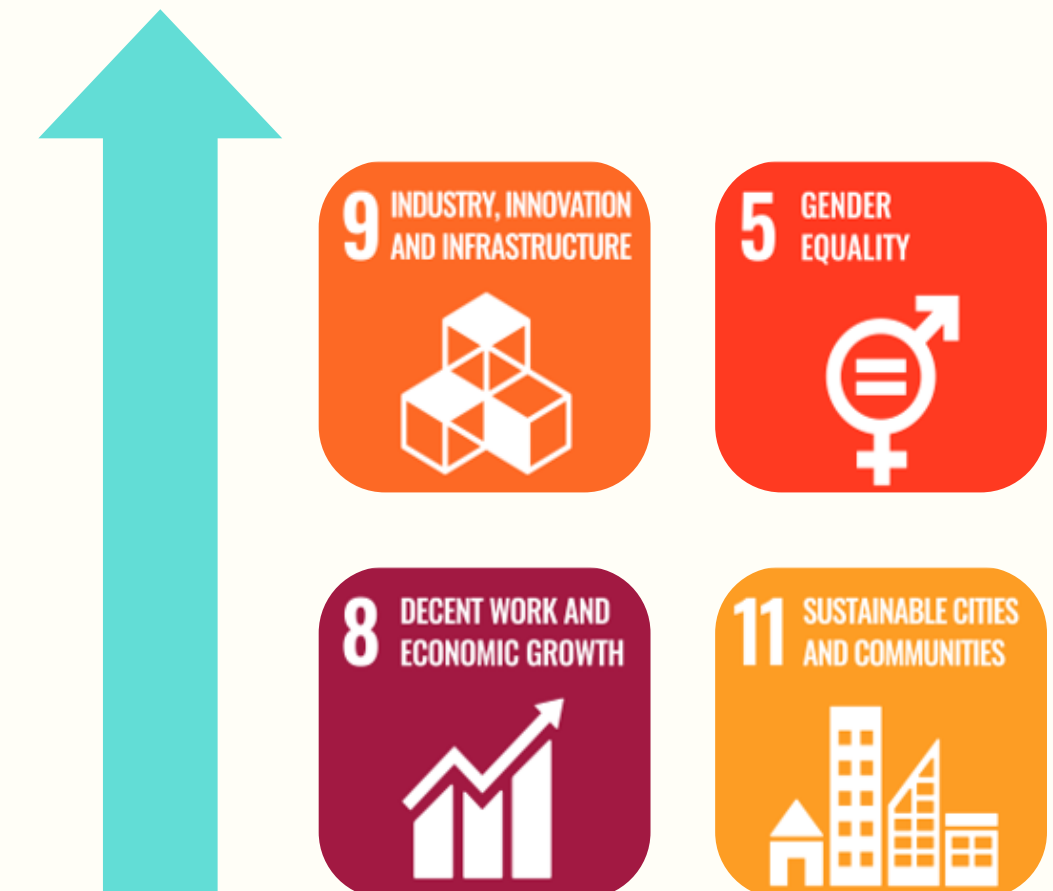 9 INDUSTRY, INNOVATION
AND INFRASTRUCTURE
5 GENDER
EQUALITY
8 DECENT WORK AND
ECONOMIC GROWTH
11 SUSTAINABLE CITIES
AND COMMUNITIES